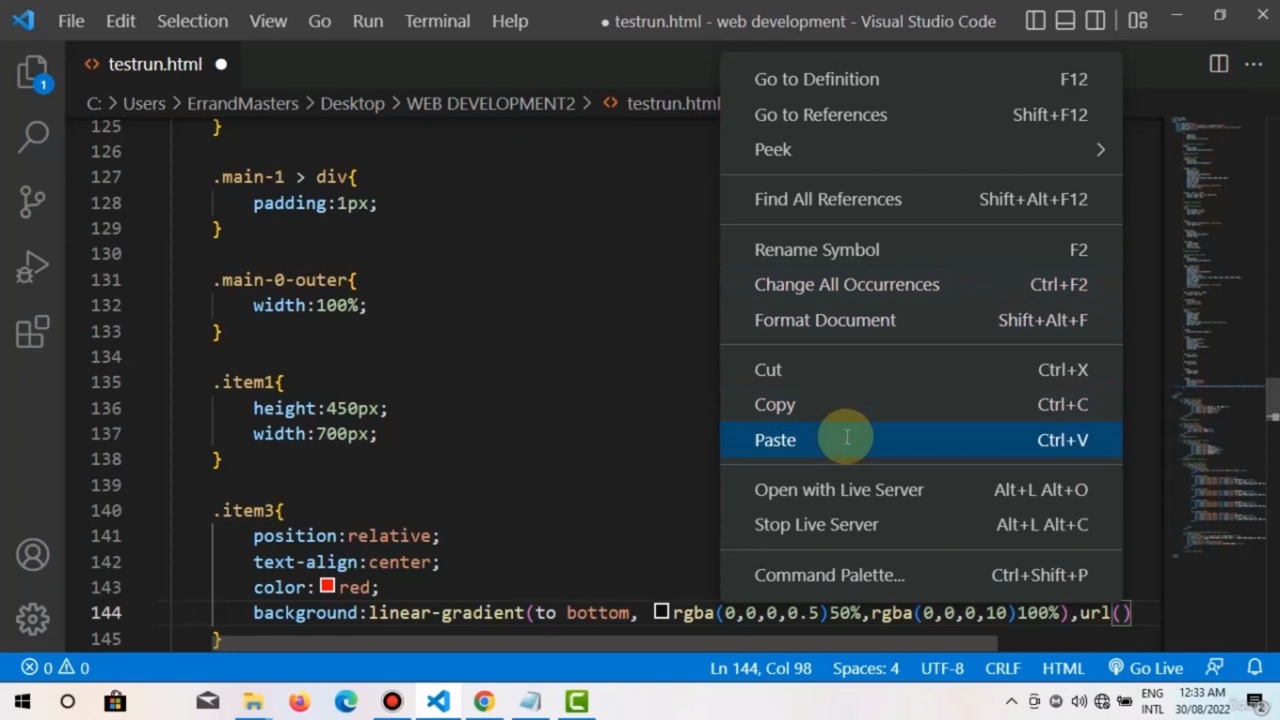 File Edit Selection View Go Run Terminal Help ● testrun.html - web development - Visual Studio Code
<> testrun.html ●
1
C: > Users > ErrandMasters > Desktop > WEB DEVELOPMENT2 > <> testrun.html
125 }
126
127 .main-1 > div{
128 padding:1px;
129 }
130
131 .main-0-outer{
132 width:100%;
133 }
134
135 .item1{
136 height:450px;
137 width:700px;
138 }
139
140 .item3{
141 position:relative;
142 text-align:center;
143 color:red;
144 background:linear-gradient(to bottom, rgba(0,0,0,0.5)50%,rgba(0,0,0,10)100%),url()
145 }
Go to Definition F12
Go to References Shift+F12
Peek >
Find All References Shift+Alt+F12
Rename Symbol F2
Change All Occurrences Ctrl+F2
Format Document Shift+Alt+F
Cut Ctrl+X
Copy Ctrl+C
Paste Ctrl+V
Open with Live Server Alt+L Alt+O
Stop Live Server Alt+L Alt+C
Command Palette... Ctrl+Shift+P
0 0 Ln 144, Col 98 Spaces: 4 UTF-8 CRLF HTML Go Live
ENG
INTL
12:33 AM
30/08/2022
2